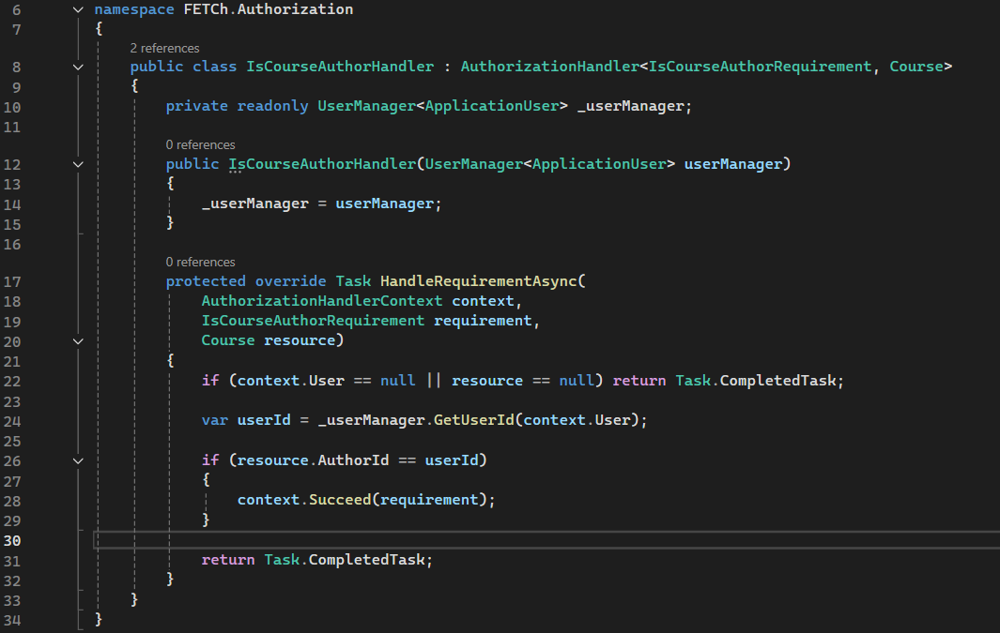 6 namespace FETCh.Authorization
7 {
2 references
8 public class IsCourseAuthorHandler : AuthorizationHandler<IsCourseAuthorRequirement, Course>
9 {
10 private readonly UserManager<ApplicationUser> _userManager;
11
0 references
12 public IsCourseAuthorHandler(UserManager<ApplicationUser> userManager)
13 {
14 _userManager = userManager;
15 }
16
0 references
17 protected override Task HandleRequirementAsync(
18 AuthorizationHandlerContext context,
19 IsCourseAuthorRequirement requirement,
20 Course resource)
21 {
22 if (context.User == null || resource == null) return Task.CompletedTask;
23
24 var userId = _userManager.GetUserId(context.User);
25
26 if (resource.AuthorId == userId)
27 {
28 context.Succeed(requirement);
29 }
30
31 return Task.CompletedTask;
32 }
33 }
34 }